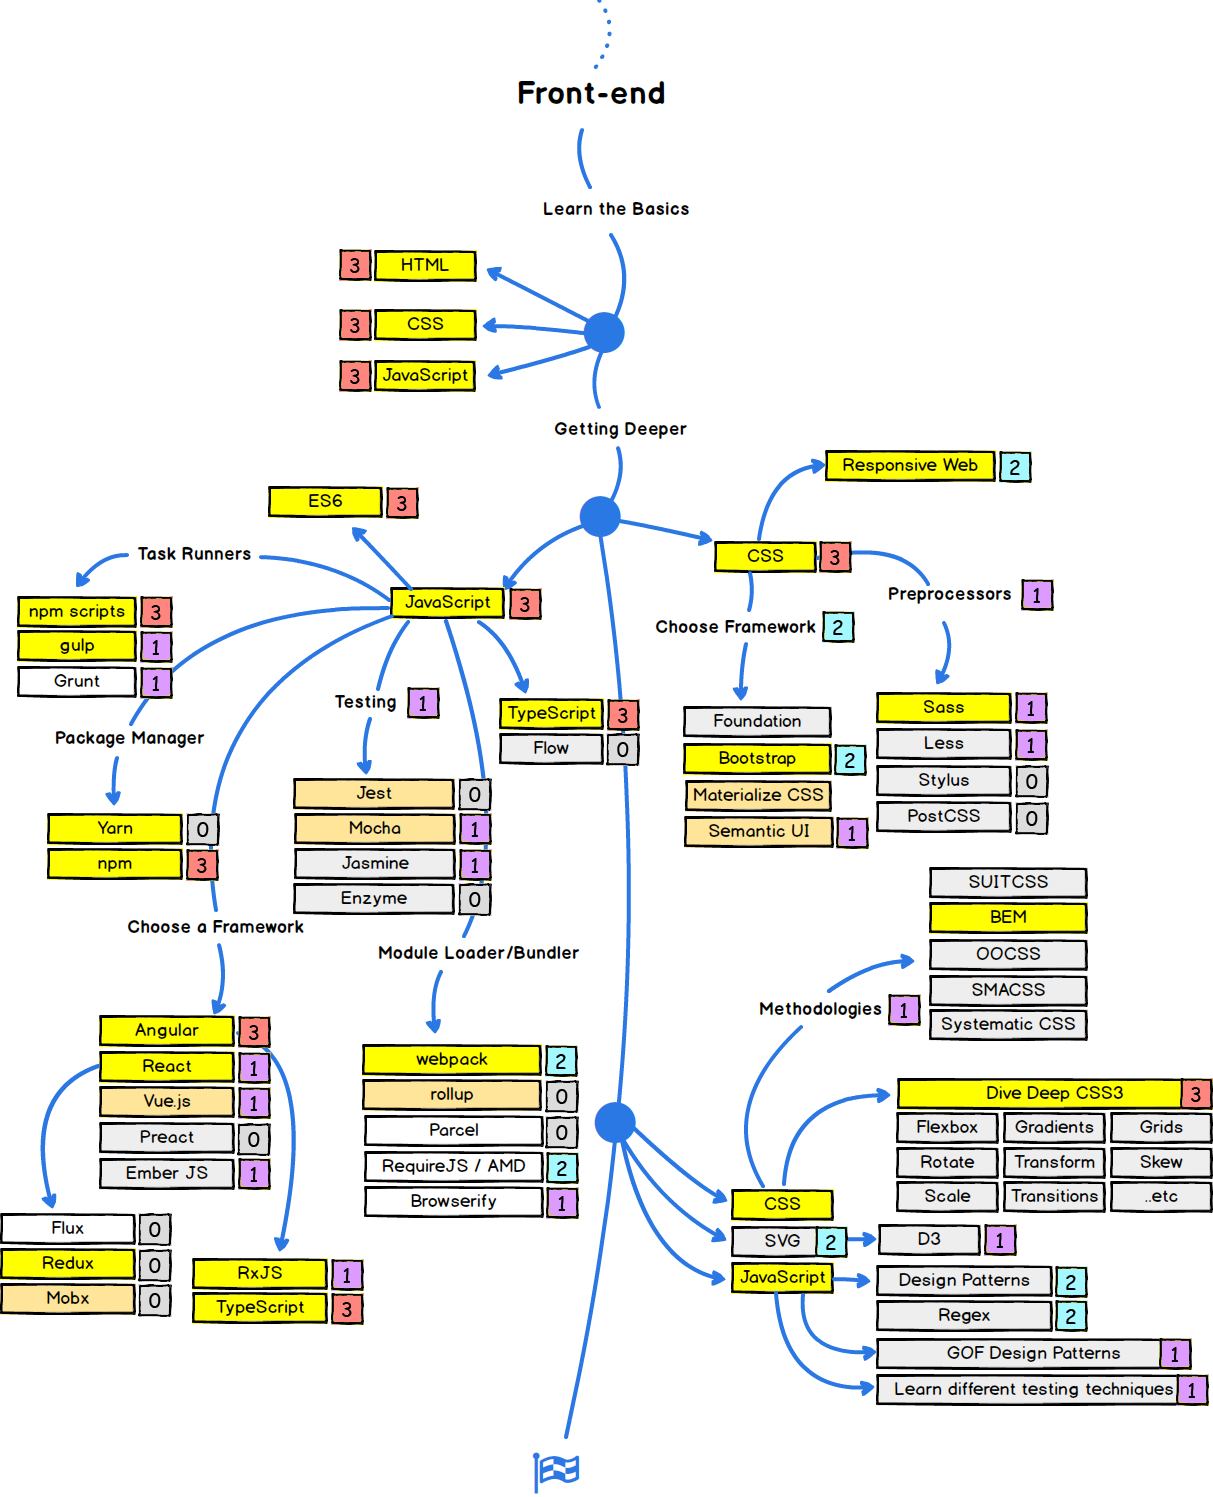 Front-end
Learn the Basics
3 HTML
3 CSS
3 JavaScript
Getting Deeper
Responsive Web 2
ES6 3
Task Runners
CSS 3
npm scripts 3
gulp 1
Grunt 1
JavaScript 3
Preprocessors 1
Choose Framework 2
Testing 1
TypeScript 3
Flow 0
Package Manager
Foundation
Bootstrap 2
Materialize CSS
Semantic UI 1
Sass 1
Less 1
Stylus 0
PostCSS 0
Yarn 0
npm 3
Jest 0
Mocha 1
Jasmine 1
Enzyme 0
SUITCSS
BEM
OOCSS
SMACSS
Systematic CSS
Choose a Framework
Module Loader/Bundler
Methodologies 1
Angular 3
React 1
Vue.js 1
Preact 0
Ember JS 1
webpack 2
rollup 0
Parcel 0
RequireJS / AMD 2
Browserify 1
Dive Deep CSS3 3
Flexbox Gradients Grids
Rotate Transform Skew
Scale Transitions ..etc
Flux 0
Redux 0
Mobx 0
RxJS 1
TypeScript 3
CSS
SVG 2
D3 1
JavaScript
Design Patterns 2
Regex 2
GOF Design Patterns 1
Learn different testing techniques 1